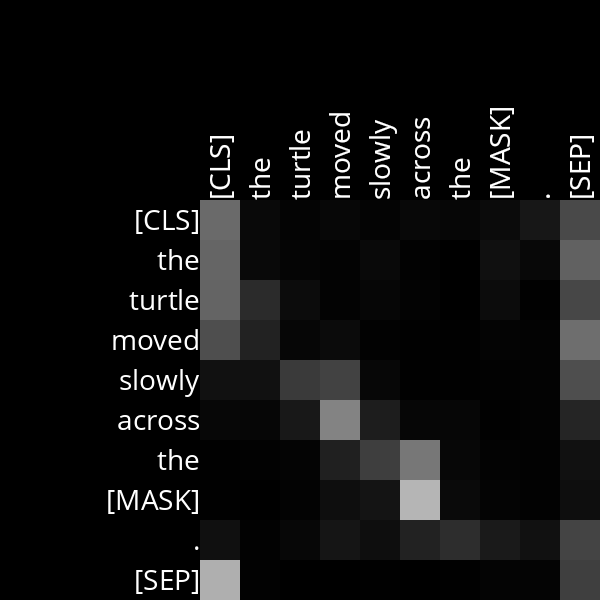 [CLS] the turtle moved slowly across the [MASK] . [SEP]
[CLS]
the
turtle
moved
slowly
across
the
[MASK]
.
[SEP]